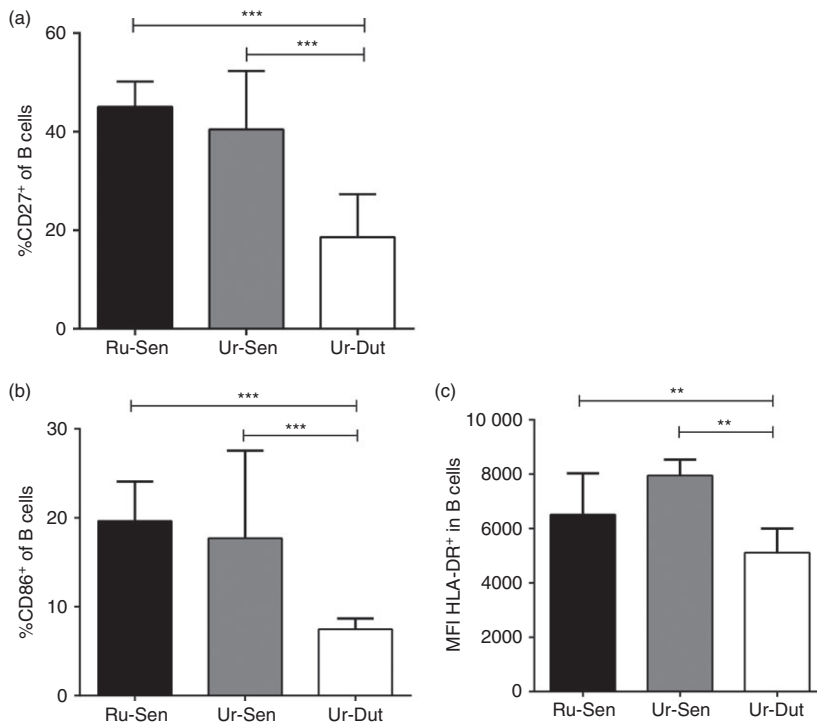 (a)
***
***
60
40
20
0
%CD27⁺ of B cells
Ru-Sen Ur-Sen Ur-Dut
(b)
***
***
30
20
10
0
%CD86⁺ of B cells
Ru-Sen Ur-Sen Ur-Dut
(c)
**
**
10 000
8000
6000
4000
2000
0
MFI HLA-DR⁺ in B cells
Ru-Sen Ur-Sen Ur-Dut